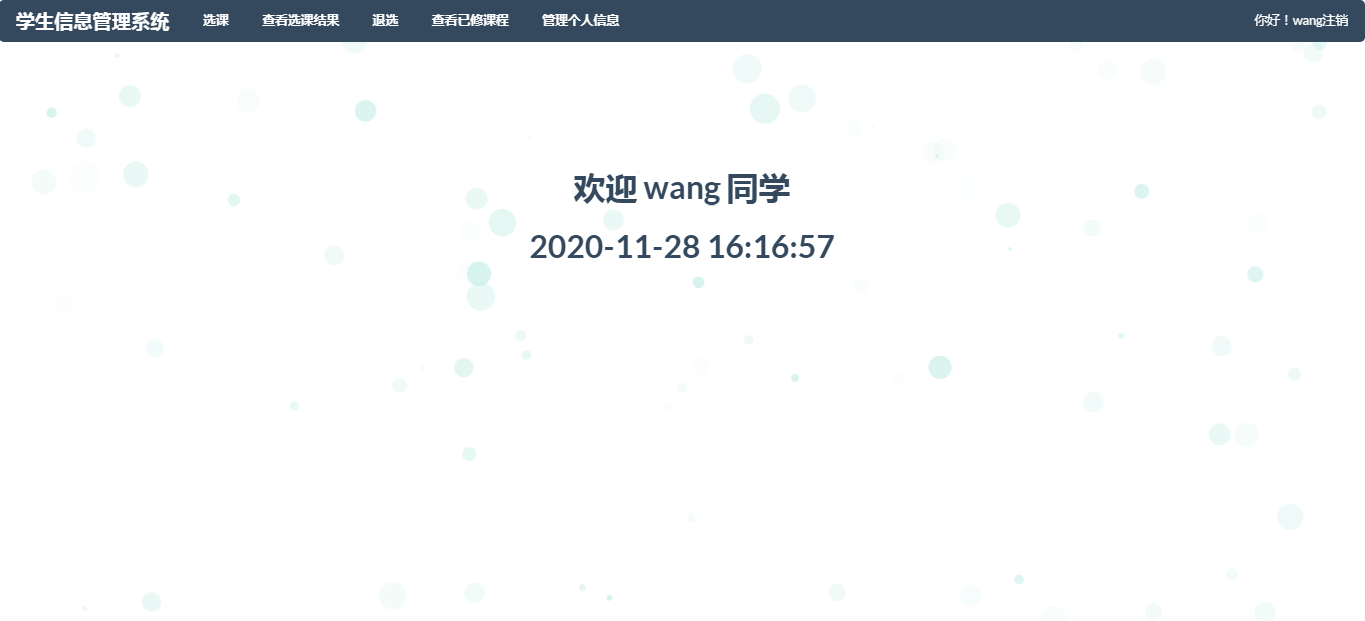 学生信息管理系统 选课 查看选课结果 退选 查看已修课程 管理个人信息 你好！wang注销
欢迎 wang 同学
2020-11-28 16:16:57